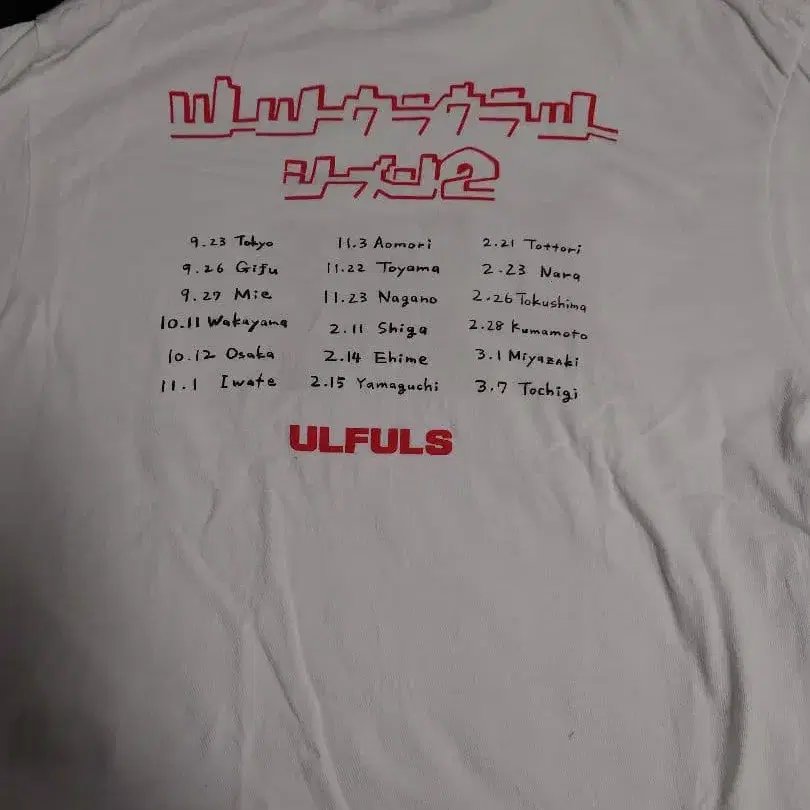 2
9.23 Tokyo
9.26 Gifu
9.27 Mie
10.11 Wakayama
10.12 Osaka
11.1 Iwate
11.3 Aomori
11.22 Toyama
11.23 Nagano
2.11 Shiga
2.14 Ehime
2.15 Yamaguchi
2.21 Tottori
2.23 Nara
2.26 Tokushima
2.28 Kumamoto
3.1 Miyazaki
3.7 Tochigi
ULFULS